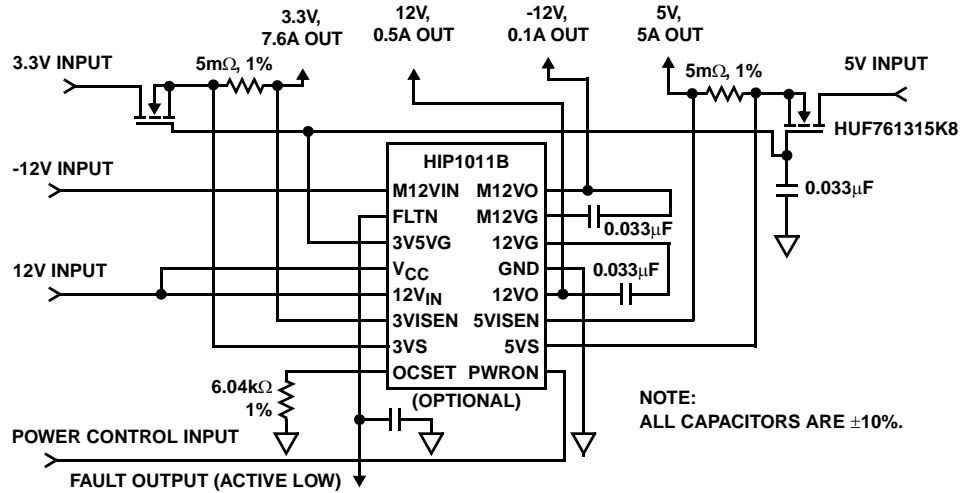 3.3V,
7.6A OUT
12V,
0.5A OUT
-12V,
0.1A OUT
5V,
5A OUT
3.3V INPUT
5mΩ, 1%
5mΩ, 1%
5V INPUT
HUF761315K8
HIP1011B
-12V INPUT
M12VIN
M12VO
0.033µF
FLTN
M12VG
0.033µF
3V5VG
12VG
12V INPUT
VCC
GND
0.033µF
12VIN
12VO
3VISEN
5VISEN
3VS
5VS
OCSET
PWRON
6.04kΩ
1%
(OPTIONAL)
NOTE:
ALL CAPACITORS ARE ±10%.
POWER CONTROL INPUT
FAULT OUTPUT (ACTIVE LOW)